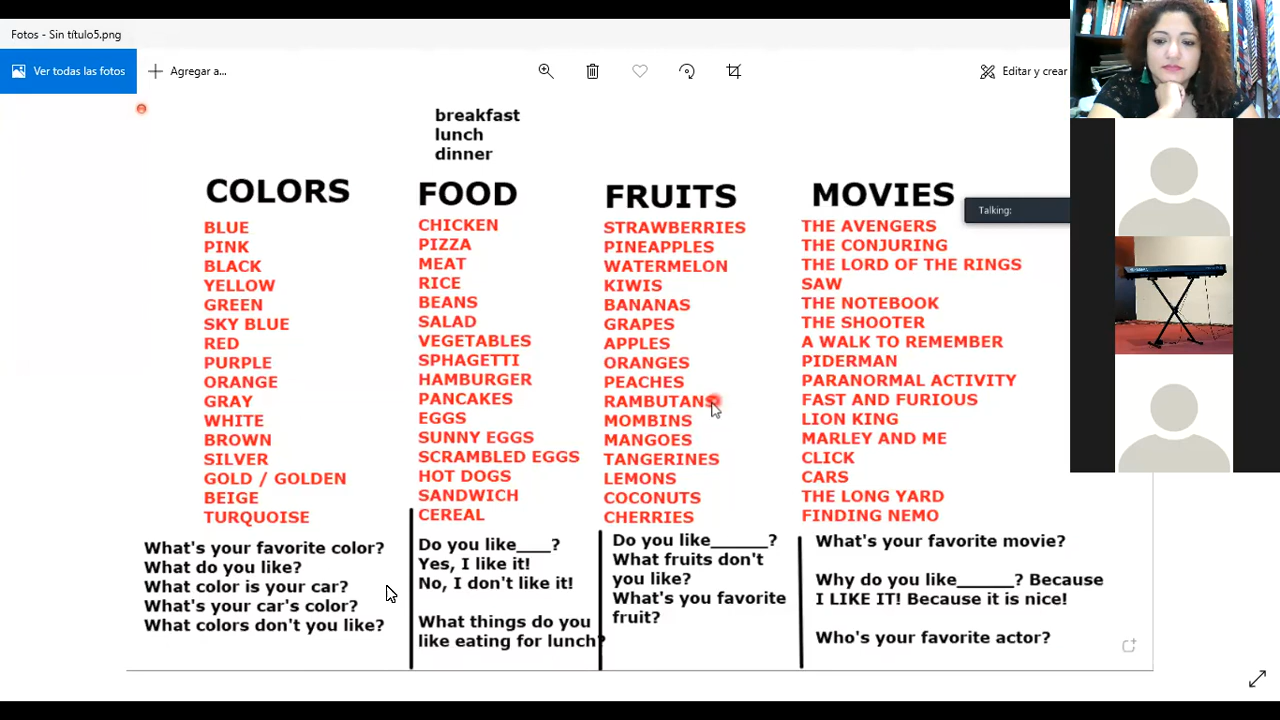 Fotos - Sin título5.png
Ver todas las fotos
Agregar a...
Editar y crear
breakfast
lunch
dinner
COLORS
BLUE
PINK
BLACK
YELLOW
GREEN
SKY BLUE
RED
PURPLE
ORANGE
GRAY
WHITE
BROWN
SILVER
GOLD / GOLDEN
BEIGE
TURQUOISE
What's your favorite color?
What do you like?
What color is your car?
What's your car's color?
What colors don't you like?
FOOD
CHICKEN
PIZZA
MEAT
RICE
BEANS
SALAD
VEGETABLES
SPHAGETTI
HAMBURGER
PANCAKES
EGGS
SUNNY EGGS
SCRAMBLED EGGS
HOT DOGS
SANDWICH
CEREAL
Do you like____?
Yes, I like it!
No, I don't like it!
What things do you
like eating for lunch?
FRUITS
STRAWBERRIES
PINEAPPLES
WATERMELON
KIWIS
BANANAS
GRAPES
APPLES
ORANGES
PEACHES
RAMBUTANS
MOMBINS
MANGOES
TANGERINES
LEMONS
COCONUTS
CHERRIES
Do you like_______?
What fruits don't
you like?
What's you favorite
fruit?
MOVIES
Talking:
THE AVENGERS
THE CONJURING
THE LORD OF THE RINGS
SAW
THE NOTEBOOK
THE SHOOTER
A WALK TO REMEMBER
PIDERMAN
PARANORMAL ACTIVITY
FAST AND FURIOUS
LION KING
MARLEY AND ME
CLICK
CARS
THE LONG YARD
FINDING NEMO
What's your favorite movie?
Why do you like_______? Because
I LIKE IT! Because it is nice!
Who's your favorite actor?